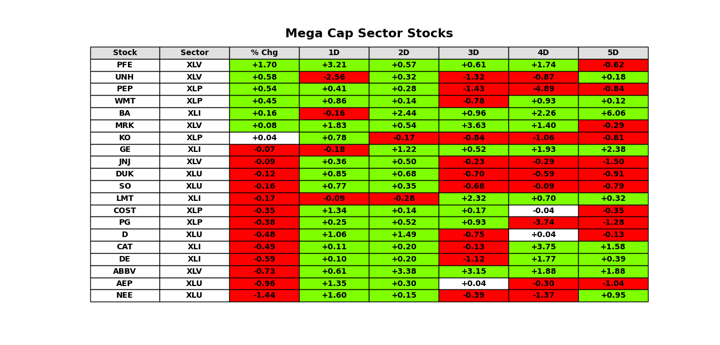 Mega Cap Sector Stocks
Stock Sector % Chg 1D 2D 3D 4D 5D
PFE XLV +1.70 +3.21 +0.57 +0.61 +1.74 -0.62
UNH XLV +0.58 -2.56 +0.32 -1.32 -0.87 +0.18
PEP XLP +0.54 +0.41 +0.28 -1.43 -4.89 -0.84
WMT XLP +0.45 +0.86 +0.14 -0.78 +0.93 +0.12
BA XLI +0.16 -0.16 +2.44 +0.96 +2.26 +6.06
MRK XLV +0.08 +1.83 +0.54 +3.63 +1.40 -0.29
KO XLP +0.04 +0.78 -0.17 -0.84 -1.06 -0.61
GE XLI -0.07 -0.18 +1.22 +0.52 +1.93 +2.38
JNJ XLV -0.09 +0.36 +0.50 -0.23 -0.29 -1.50
DUK XLU -0.12 +0.85 +0.68 -0.70 -0.59 -0.91
SO XLU -0.16 +0.77 +0.35 -0.68 -0.09 -0.79
LMT XLI -0.17 -0.09 -0.28 +2.32 +0.70 +0.32
COST XLP -0.35 +1.34 +0.14 +0.17 -0.04 -0.35
PG XLP -0.38 +0.25 +0.52 +0.93 -3.74 -1.28
D XLU -0.48 +1.06 +1.49 -0.75 +0.04 -0.13
CAT XLI -0.49 +0.11 +0.20 -0.13 +3.75 +1.58
DE XLI -0.59 +0.10 +0.20 -1.12 +1.77 +0.39
ABBV XLV -0.73 +0.61 +3.38 +3.15 +1.88 +1.88
AEP XLU -0.96 +1.35 +0.30 +0.04 -0.30 -1.04
NEE XLU -1.44 +1.60 +0.15 -0.39 -1.37 +0.95